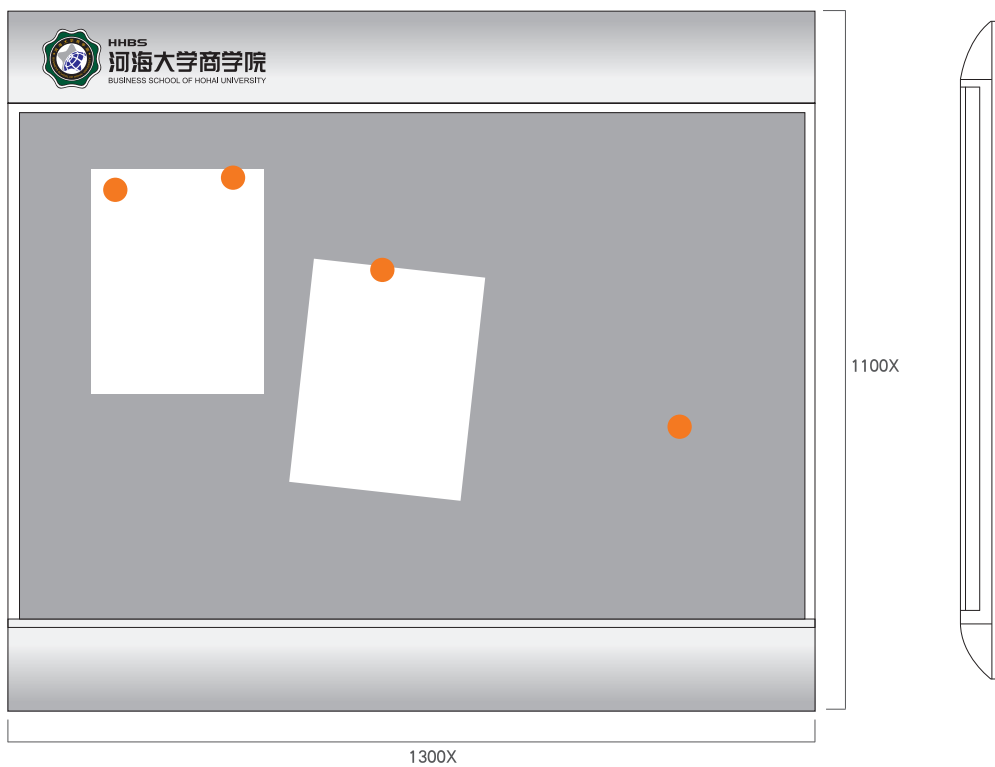 HHBS
河海大学商学院
BUSINESS SCHOOL OF HOHAI UNIVERSITY
1100X
1300X